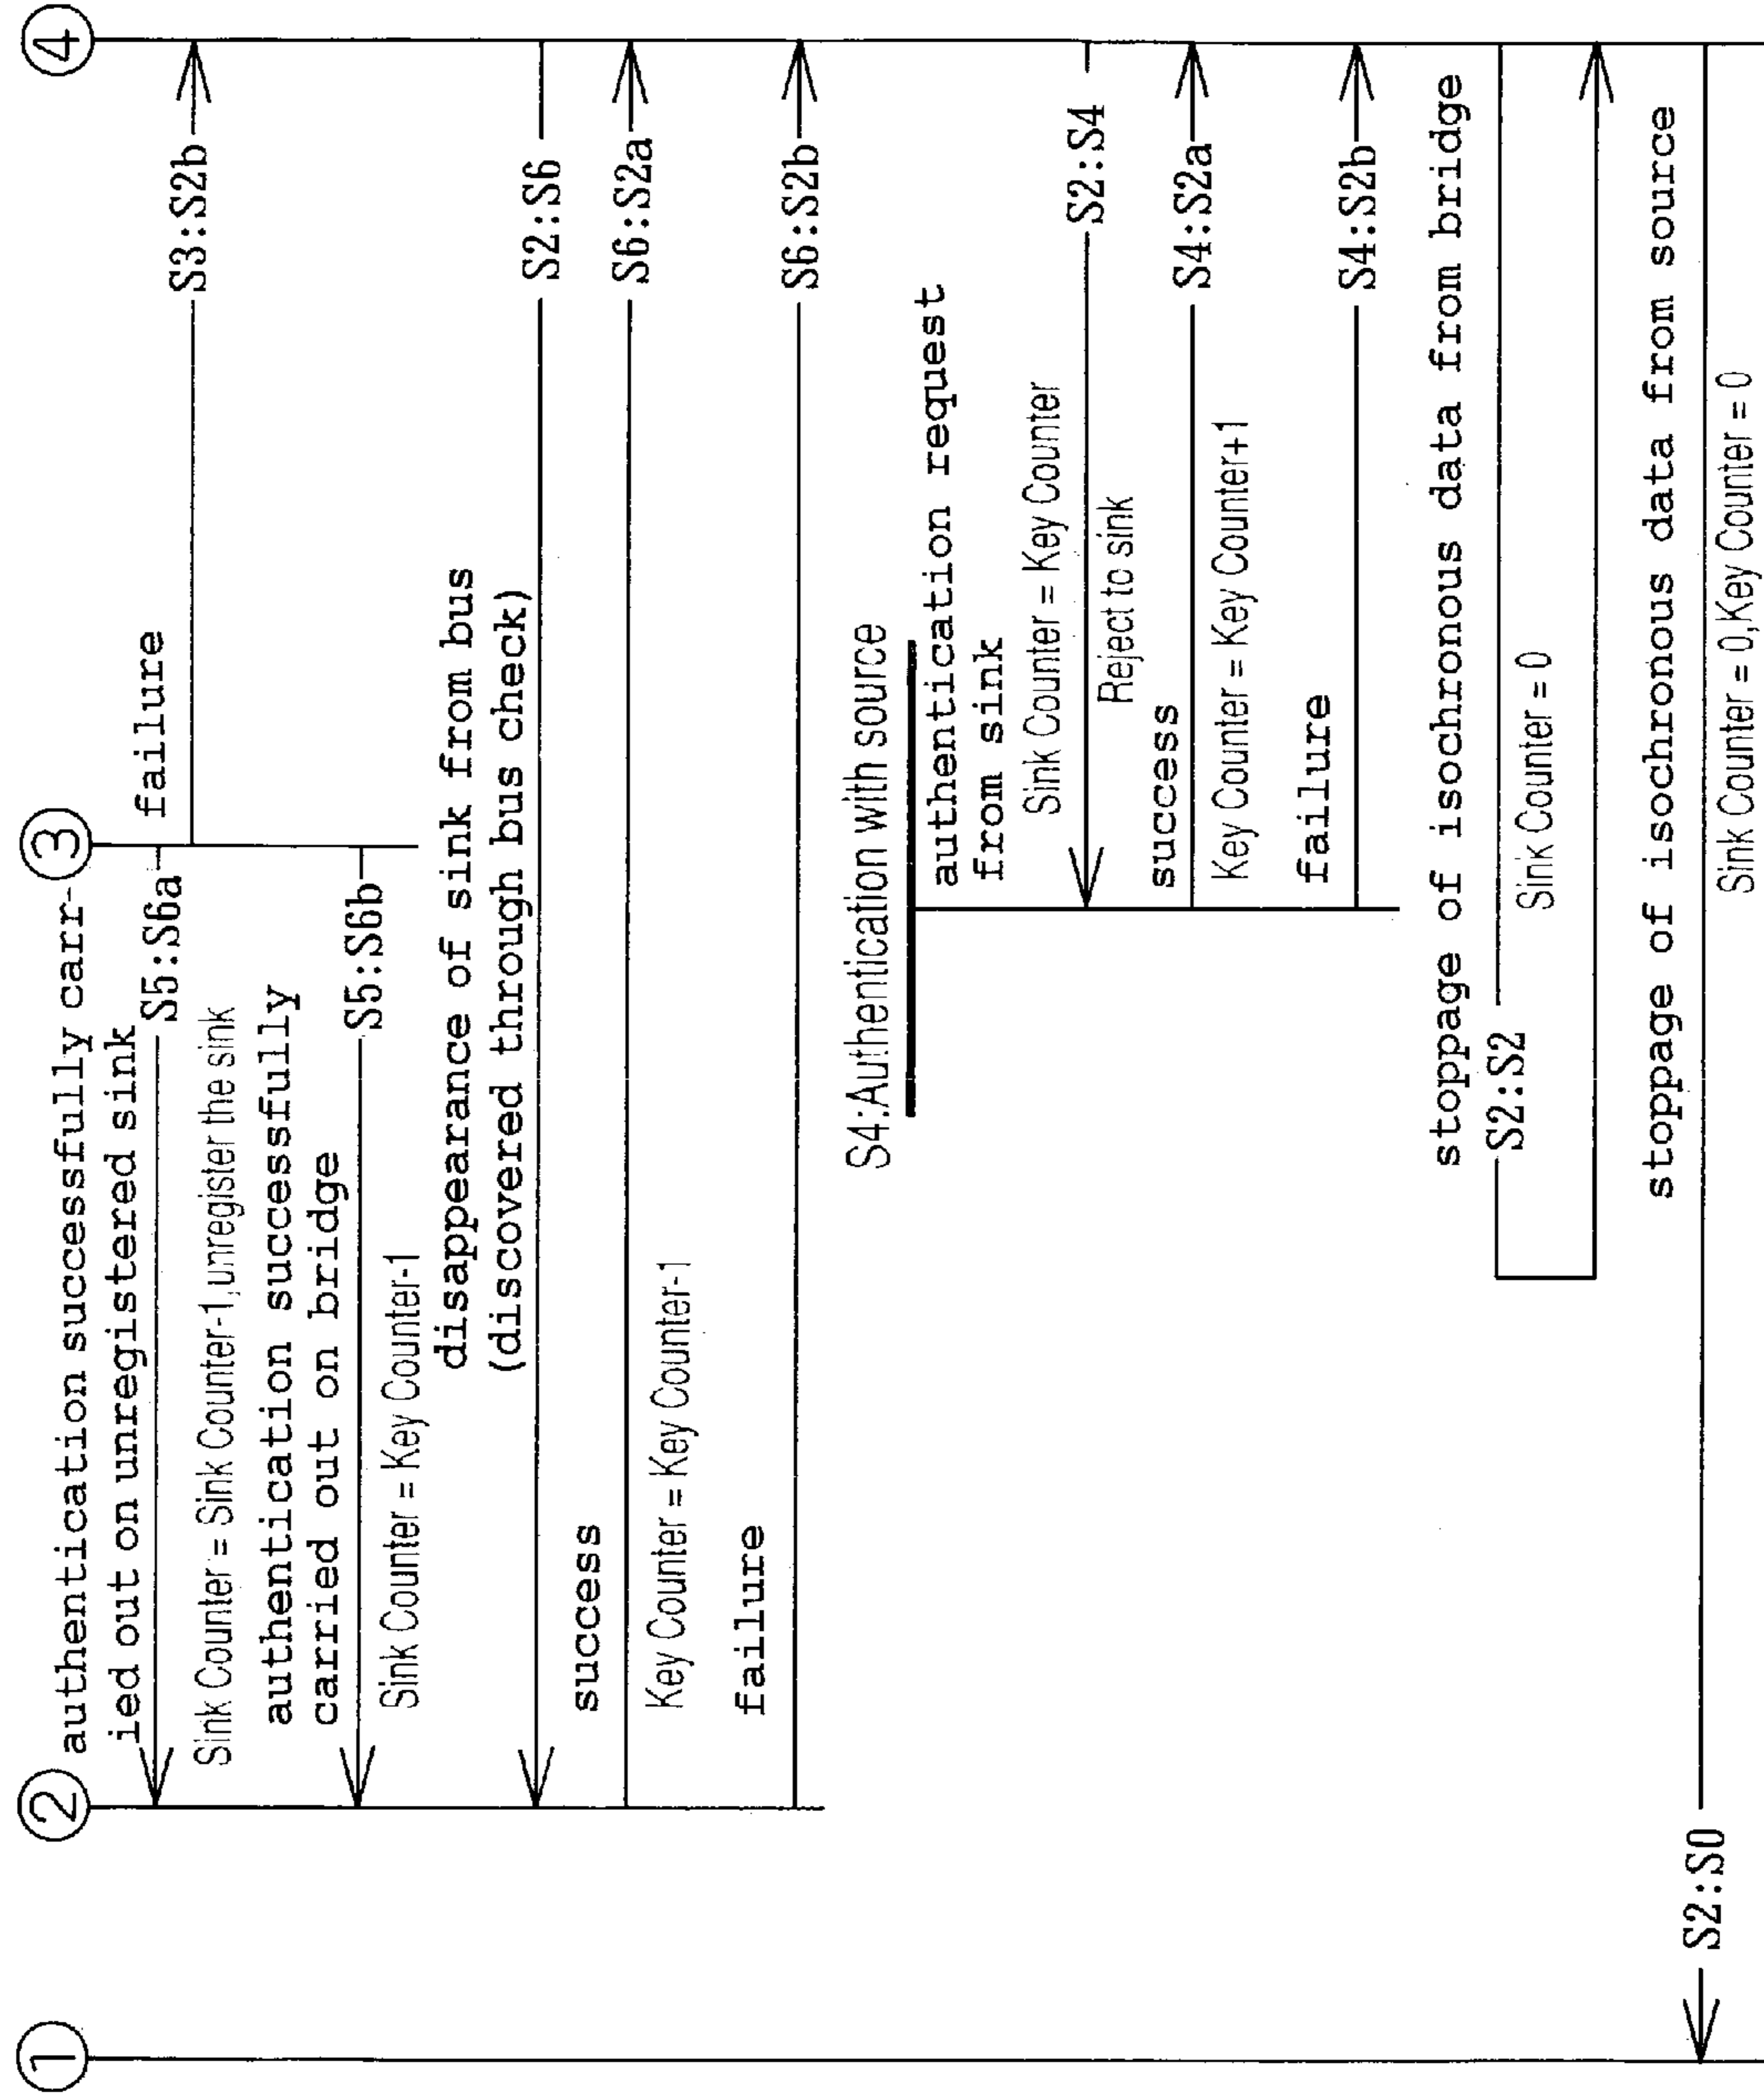 ①
②
③
④
authentication successfully carr-
ied out on unregistered sink
S5:S6a
Sink Counter = Sink Counter-1,unregister the sink
failure
S3:S2b
authentication successfully
carried out on bridge
S5:S6b
Sink Counter = Key Counter-1
disappearance of sink from bus
(discovered through bus check)
S2:S6
success
S6:S2a
Key Counter = Key Counter-1
failure
S6:S2b
S4:Authentication with source
authentication request
from sink
Sink Counter = Key Counter
S2:S4
Reject to sink
success
S4:S2a
Key Counter = Key Counter+1
failure
S4:S2b
stoppage of isochronous data from bridge
S2:S2
Sink Counter = 0
stoppage of isochronous data from source
S2:S0
Sink Counter = 0,Key Counter = 0